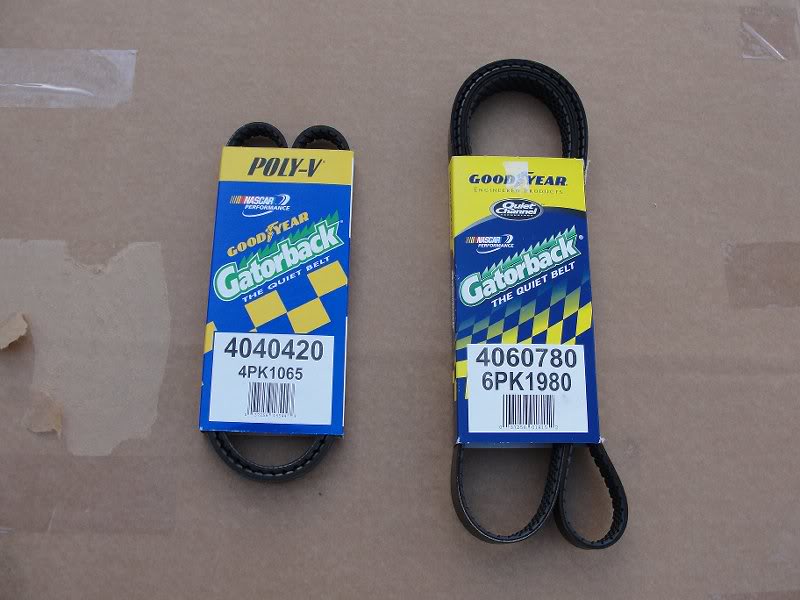 POLY-V
NASCAR
PERFORMANCE
GOODYEAR
Gatorback
THE QUIET BELT
4040420
4PK1065
GOODYEAR
ENGINEERED PRODUCTS
Quiet
Channel
NASCAR
PERFORMANCE
Gatorback®
THE QUIET BELT
4060780
6PK1980